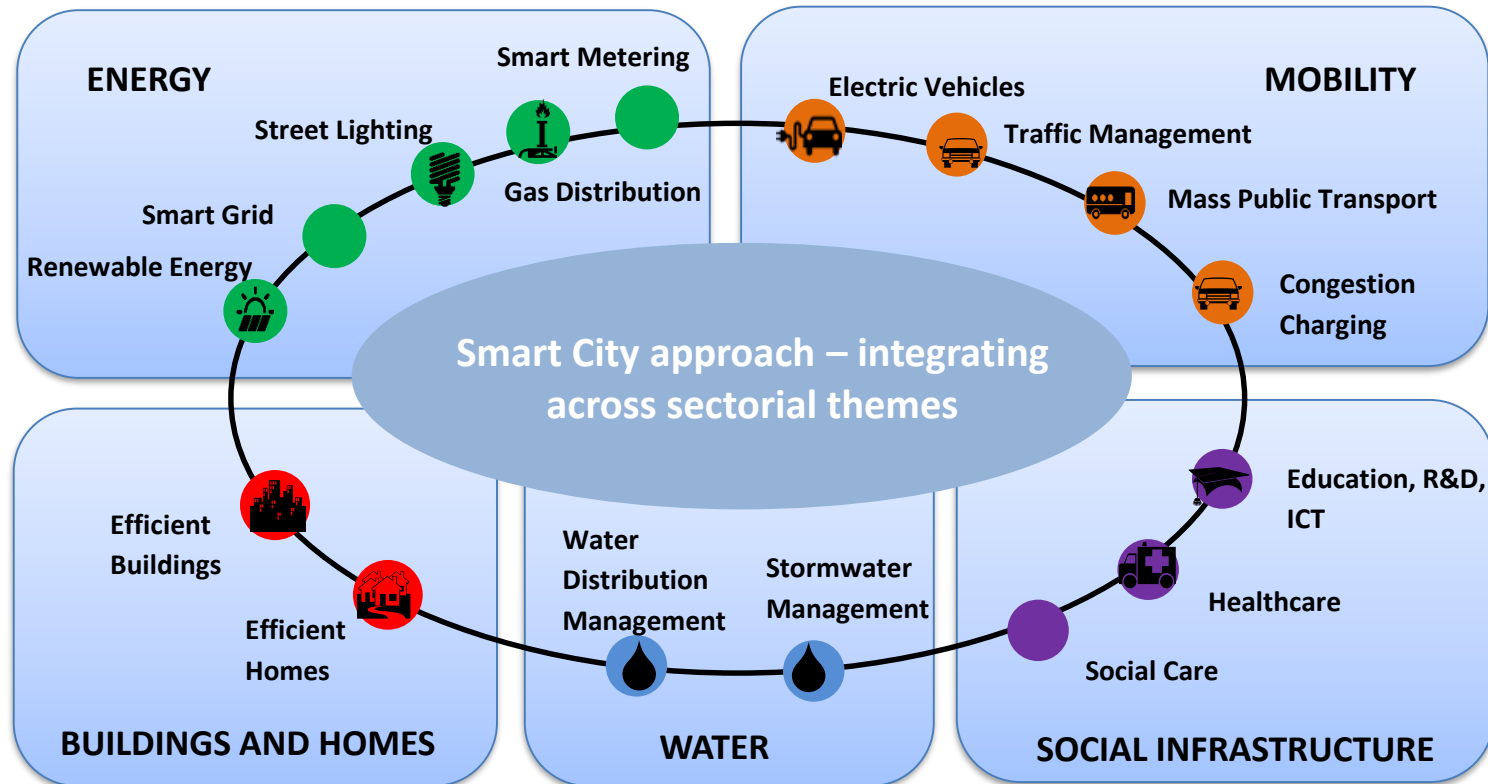 ENERGY
Smart Metering
Street Lighting
Gas Distribution
Smart Grid
Renewable Energy
MOBILITY
Electric Vehicles
Traffic Management
Mass Public Transport
Congestion
Charging
Smart City approach – integrating
across sectorial themes
Efficient
Buildings
Efficient
Homes
BUILDINGS AND HOMES
Water
Distribution
Management
Stormwater
Management
WATER
Education, R&D,
ICT
Healthcare
Social Care
SOCIAL INFRASTRUCTURE